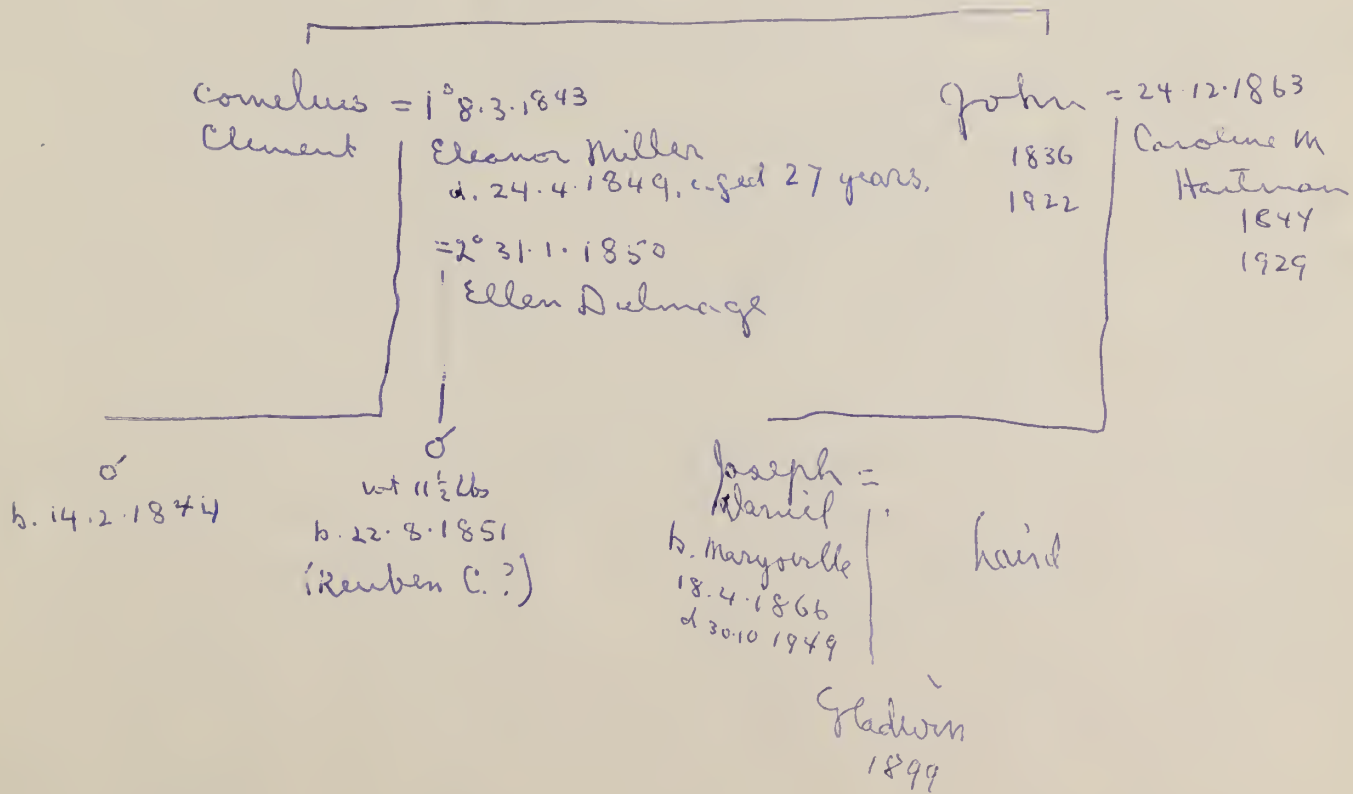 Cornelius = 1° 8.3.1843
Clement
Eleanor Miller
d. 24.4.1849, aged 27 years.
=2° 31.1.1850
Ellen Dulmage
John = 24.12.1863
1836
1922
Caroline M
Hartman
1844
1929
♂
b. 14.2.1844
♂
wt 11½ lbs
b. 22.8.1851
(Reuben C.?)
Joseph =
Daniel
b. Marysville
18.4.1866
d 30.10 1949
Gladwin
1899